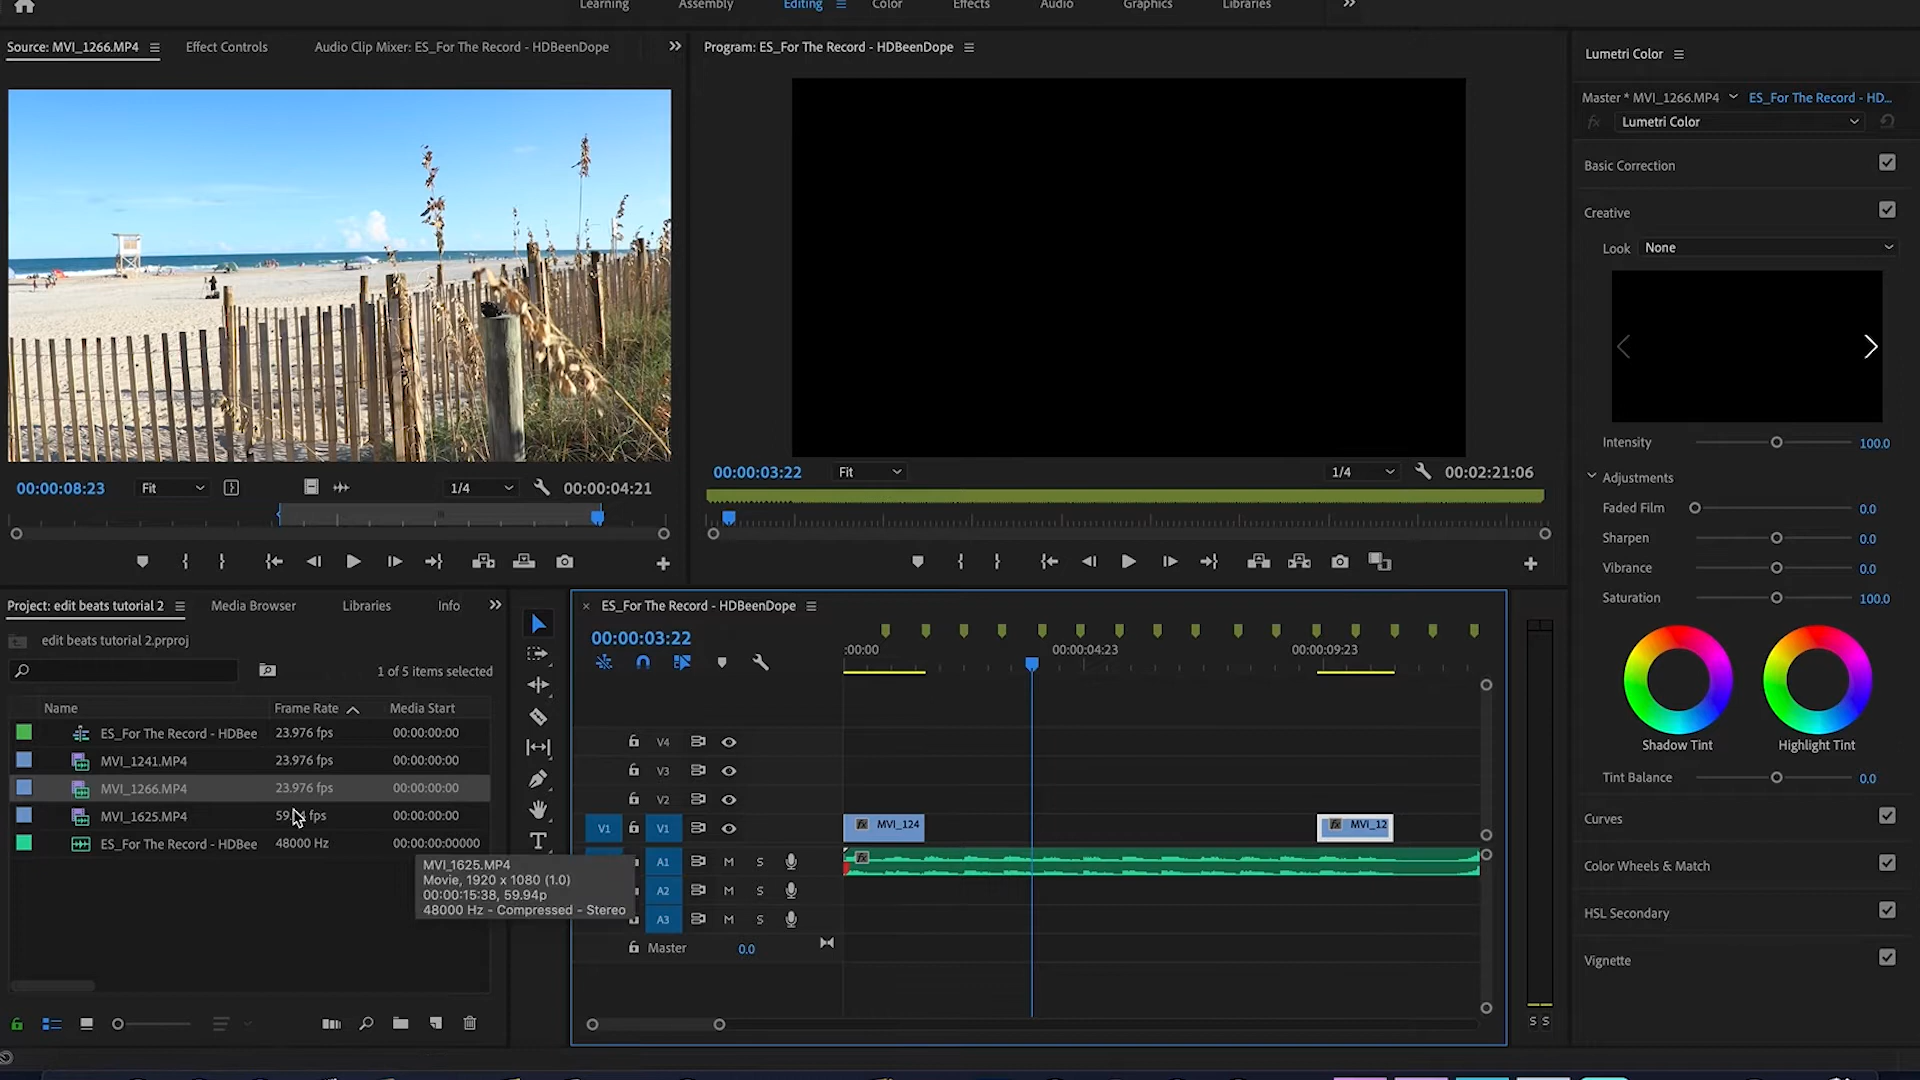 Learning Assembly Editing Color Effects Audio Graphics Libraries
Source: MVI_1266.MP4 Effect Controls Audio Clip Mixer: ES_For The Record - HDBeenDope
Program: ES_For The Record - HDBeenDope
Lumetri Color
Master * MVI_1266.MP4 ES_For The Record - HD...
fx Lumetri Color
Basic Correction
Creative
Look None
Intensity 100.0
Adjustments
Faded Film 0.0
Sharpen 0.0
Vibrance 0.0
Saturation 100.0
Shadow Tint Highlight Tint
Tint Balance 0.0
Curves
Color Wheels & Match
HSL Secondary
Vignette
00:00:08:23 Fit 1/4 00:00:04:21
00:00:03:22 Fit 1/4 00:02:21:06
Project: edit beats tutorial 2 Media Browser Libraries Info
edit beats tutorial 2.prproj
1 of 5 items selected
Name Frame Rate Media Start
ES_For The Record - HDBee 23.976 fps 00:00:00:00
MVI_1241.MP4 23.976 fps 00:00:00:00
MVI_1266.MP4 23.976 fps 00:00:00:00
MVI_1625.MP4 fps 00:00:00:00
ES_For The Record - HDBee 48000 Hz 00:00:00:00000
MVI_1625.MP4
Movie, 1920 x 1080 (1.0)
00:00:15:38, 59.94p
48000 Hz - Compressed - Stereo
ES_For The Record - HDBeenDope
00:00:03:22
:00:00 00:00:04:23 00:00:09:23
V4
V3
V2
V1 V1 fx MVI_124 fx MVI_12
A1 M S fx
A2 M S
A3 M S
Master 0.0
S S